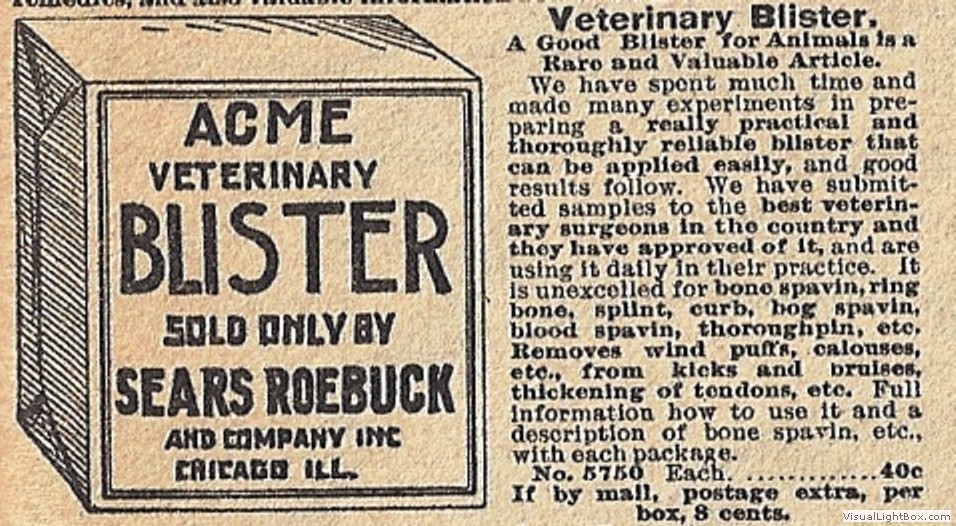 ACME
VETERINARY
BLISTER
SOLD ONLY BY
SEARS ROEBUCK
AND COMPANY INC
CHICAGO ILL.
Veterinary Blister.
A Good Blister for Animals is a
Rare and Valuable Article.
We have spent much time and
made many experiments in pre-
paring a really practical and
thoroughly reliable blister that
can be applied easily, and good
results follow. We have submit-
ted samples to the best veterin-
ary surgeons in the country and
they have approved of it, and are
using it daily in their practice. It
is unexcelled for bone spavin, ring
bone, splint, curb, bog spavin,
blood spavin, thoroughpin, etc.
Removes wind puffs, calouses,
etc., from kicks and bruises,
thickening of tendons, etc. Full
information how to use it and a
description of bone spavin, etc.,
with each package.
No. 5750 Each..............40c
If by mail, postage extra, per
box, 8 cents.
VisualLightBox.com